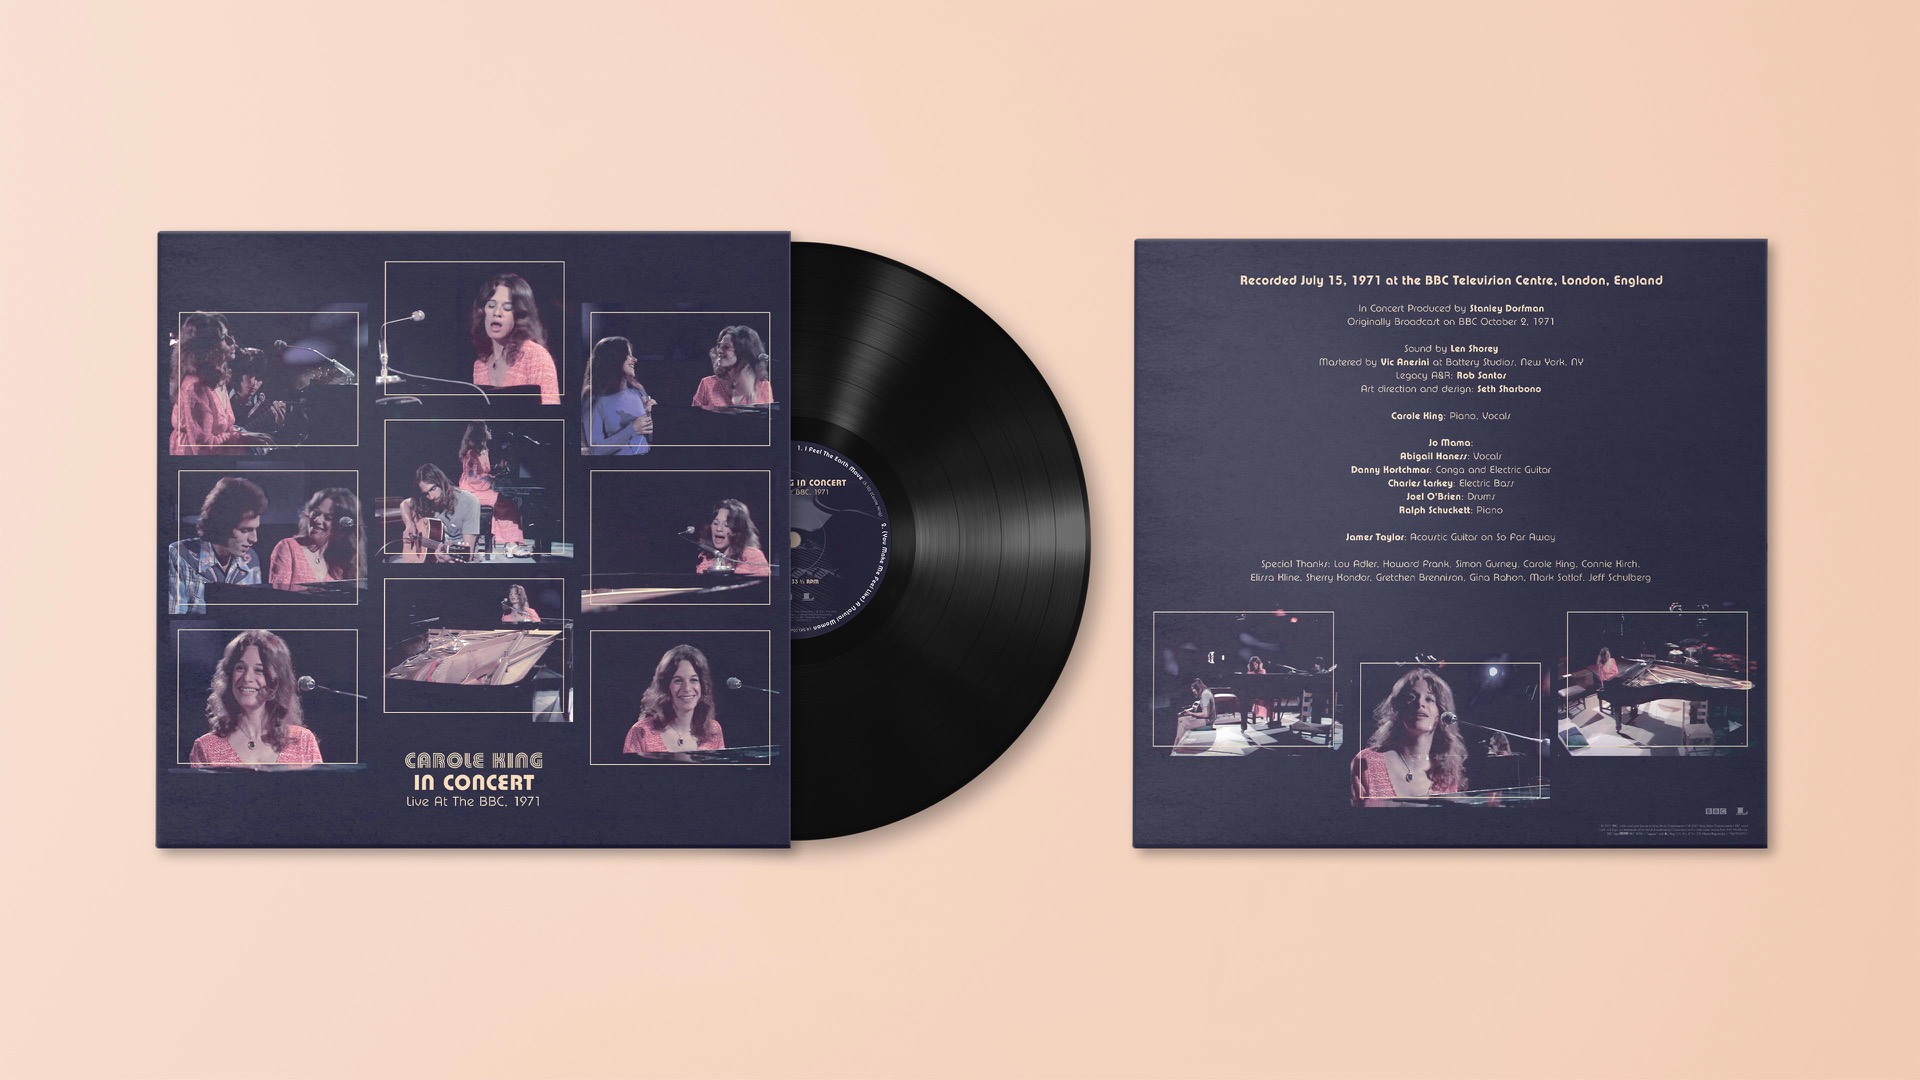 CAROLE KING
IN CONCERT
Live At The BBC, 1971
1. I Feel The Earth Move
IN CONCERT
BBC, 1971
2. (You Make Me Feel Like) A Natural Woman
33 ⅓ RPM
Recorded July 15, 1971 at the BBC Television Centre, London, England
In Concert Produced by Stanley Dorfman
Originally Broadcast on BBC October 2, 1971
Sound by Len Shorey
Mastered by Vic Anesini at Battery Studios, New York, NY
Legacy A&R: Rob Santos
Art direction and design: Seth Sharbono
Carole King: Piano, Vocals
Jo Mama:
Abigail Haness: Vocals
Danny Kortchmar: Conga and Electric Guitar
Charles Larkey: Electric Bass
Joel O'Brien: Drums
Ralph Schuckett: Piano
James Taylor: Acoustic Guitar on So Far Away
Special Thanks: Lou Adler, Howard Frank, Simon Gurney, Carole King, Connie Kirch,
Elissa Kline, Sherry Kondor, Gretchen Brennison, Gina Rahon, Mark Satlof, Jeff Schulberg
BBC